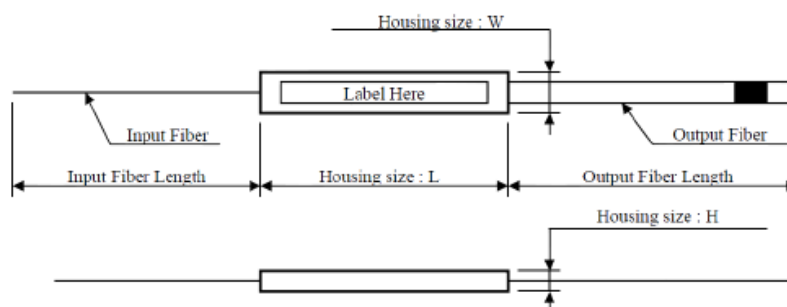 Housing size : W
Label Here
Input Fiber
Output Fiber
Input Fiber Length
Housing size : L
Output Fiber Length
Housing size : H